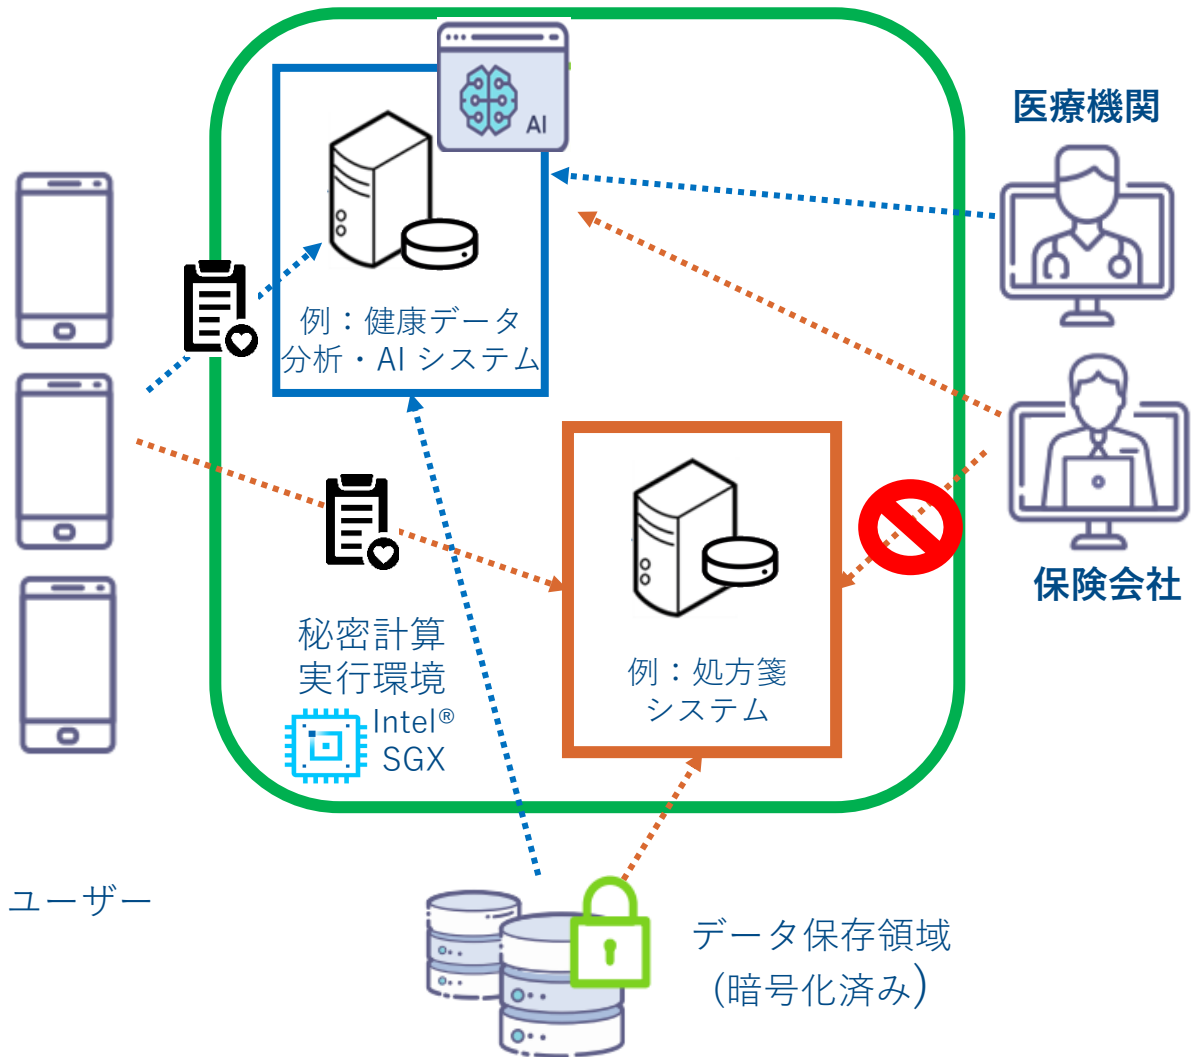 AI
医療機関
例：健康データ
分析・AI システム
保険会社
秘密計算
実行環境
Intel®
SGX
例：処方箋
システム
ユーザー
データ保存領域
(暗号化済み)